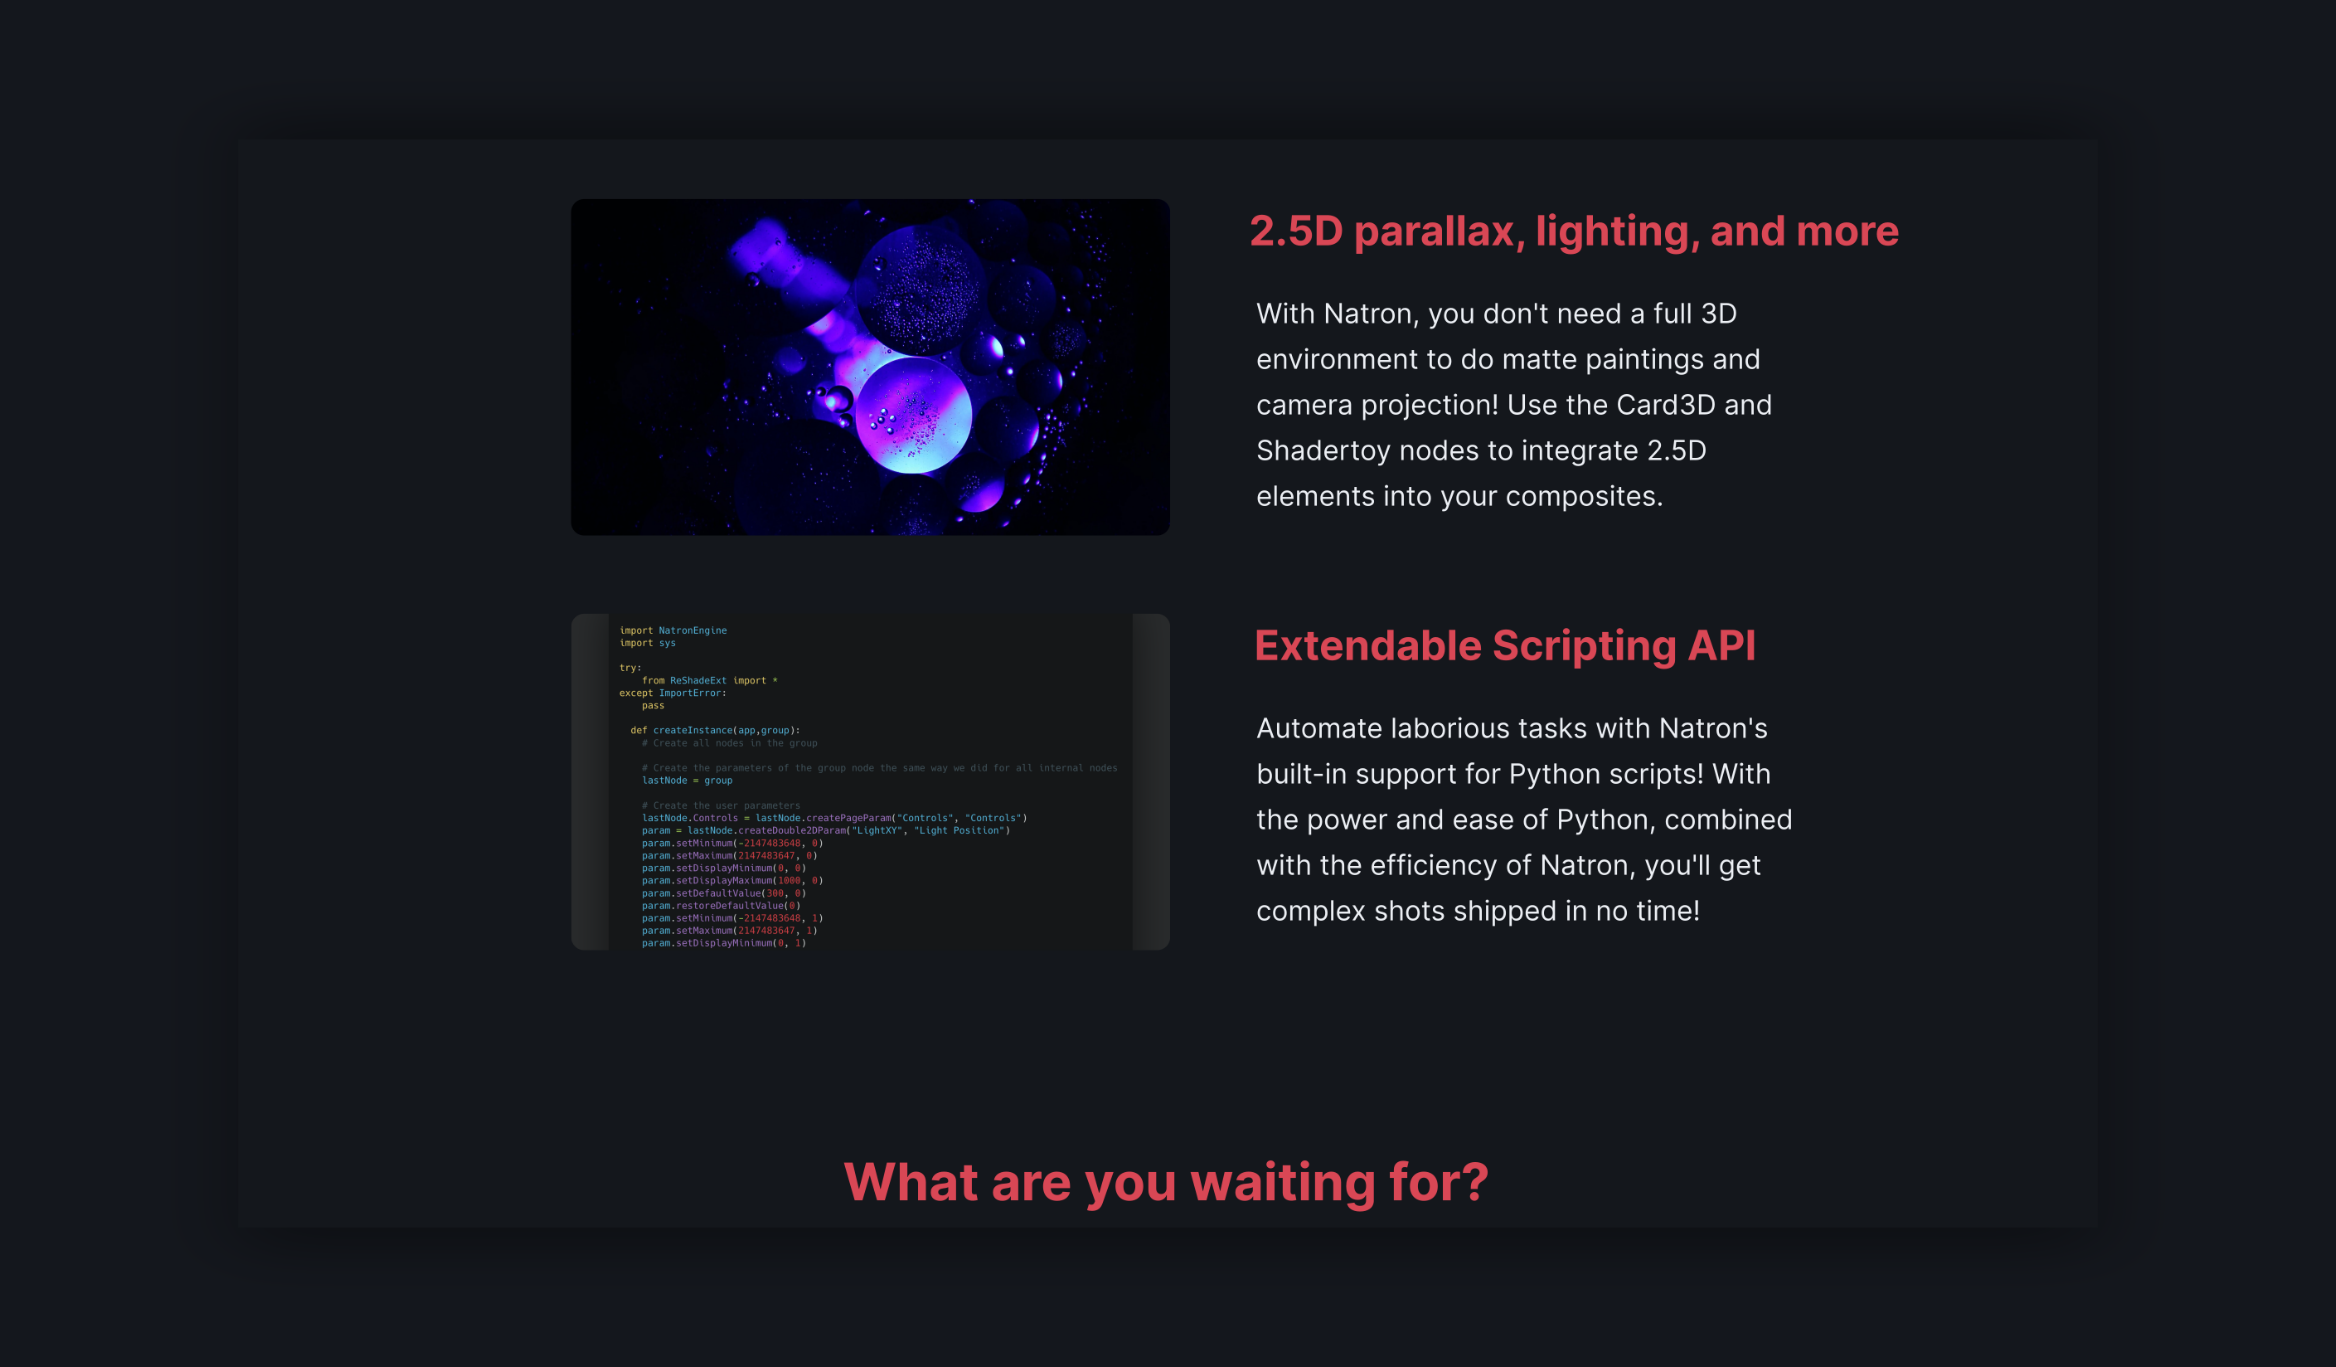 2.5D parallax, lighting, and more
With Natron, you don't need a full 3D
environment to do matte paintings and
camera projection! Use the Card3D and
Shadertoy nodes to integrate 2.5D
elements into your composites.
import NatronEngine
import sys
try:
from ReShadeExt import *
except ImportError:
pass
def createInstance(app,group):
# Create all nodes in the group
# Create the parameters of the group node the same way we did for all internal nodes
lastNode = group
# Create the user parameters
lastNode.Controls = lastNode.createPageParam("Controls", "Controls")
param = lastNode.createDouble2DParam("LightXY", "Light Position")
param.setMinimum(-2147483648, 0)
param.setMaximum(2147483647, 0)
param.setDisplayMinimum(0, 0)
param.setDisplayMaximum(1000, 0)
param.setDefaultValue(300, 0)
param.restoreDefaultValue(0)
param.setMinimum(-2147483648, 1)
param.setMaximum(2147483647, 1)
param.setDisplayMinimum(0, 1)
Extendable Scripting API
Automate laborious tasks with Natron's
built-in support for Python scripts! With
the power and ease of Python, combined
with the efficiency of Natron, you'll get
complex shots shipped in no time!
What are you waiting for?